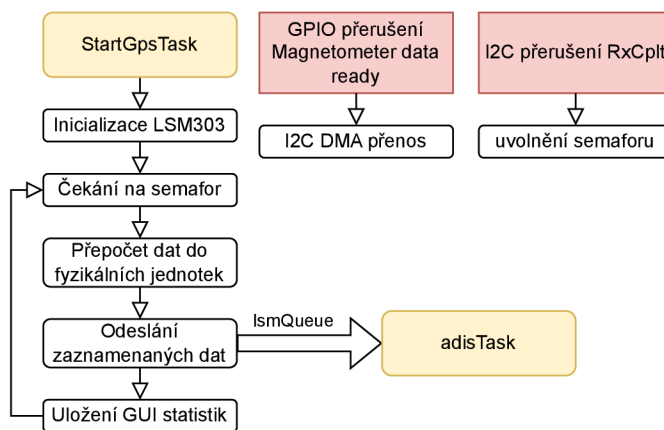 StartGpsTask
Inicializace LSM303
Čekání na semafor
Přepočet dat do
fyzikálních jednotek
Odeslání
zaznamenaných dat
Uložení GUI statistik
lsmQueue
adisTask
GPIO přerušení
Magnetometer data
ready
I2C DMA přenos
I2C přerušení RxCplt
uvolnění semaforu